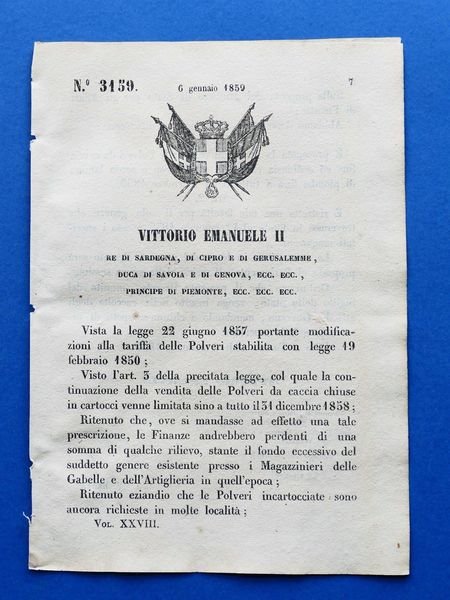 N.º 3159.
6 gennaio 1859
7
VITTORIO EMANUELE II
RE DI SARDEGNA, DI CIPRO E DI GERUSALEMME,
DUCA DI SAVOIA E DI GENOVA, ECC. ECC.,
PRINCIPE DI PIEMONTE, ECC. ECC. ECC.
Vista la legge 22 giugno 1857 portante modifica-
zioni alla tariffa delle Polveri stabilita con legge 19
febbraio 1850;
Visto l'art. 3 della precitata legge, col quale la con-
tinuazione della vendita delle Polveri da caccia chiuse
in cartocci venne limitata sino a tutto il 31 dicembre 1858;
Ritenuto che, ove si mandasse ad effetto una tale
prescrizione, le Finanze andrebbero perdenti di una
somma di qualche rilievo, stante il fondo eccessivo del
suddetto genere esistente presso i Magazzinieri delle
Gabelle e dell'Artiglieria in quell'epoca;
Ritenuto eziandio che le Polveri incartocciate sono
ancora richieste in molte località;
VOL. XXVIII.